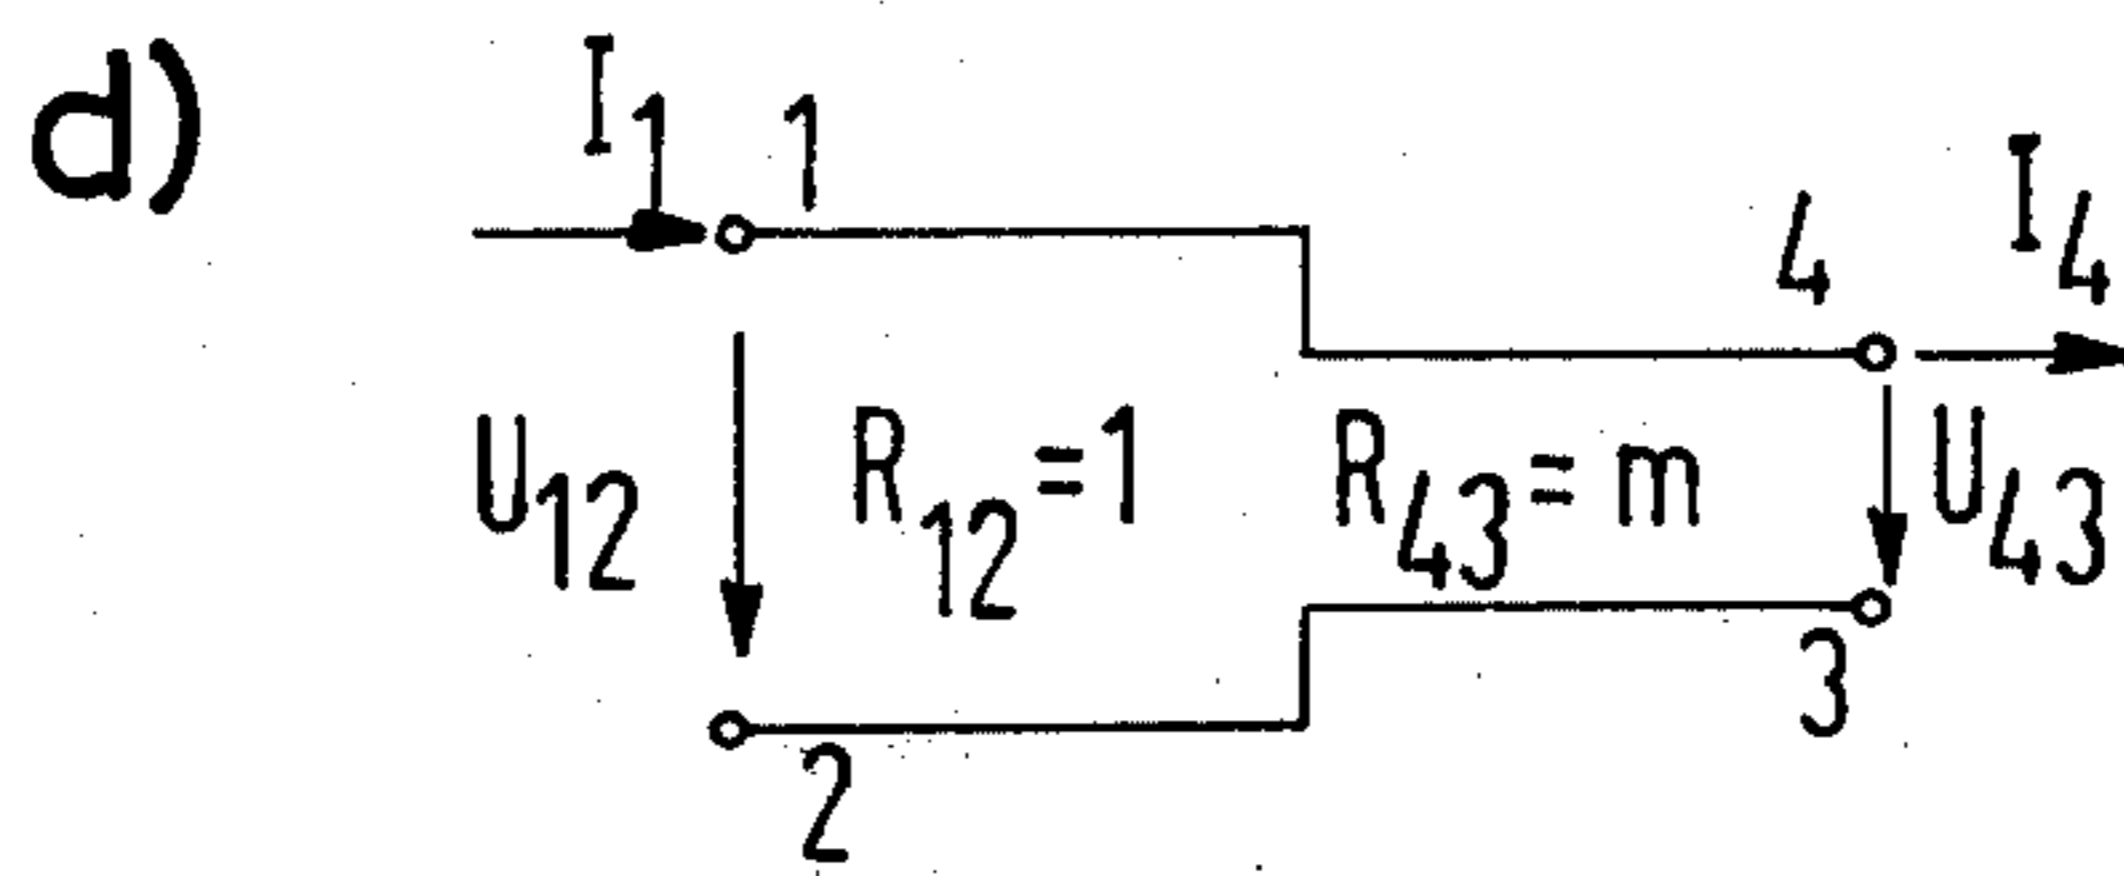 d)
I₁ 1
4 I₄
U₁₂ R₁₂=1 R₄₃=m U₄₃
3
2